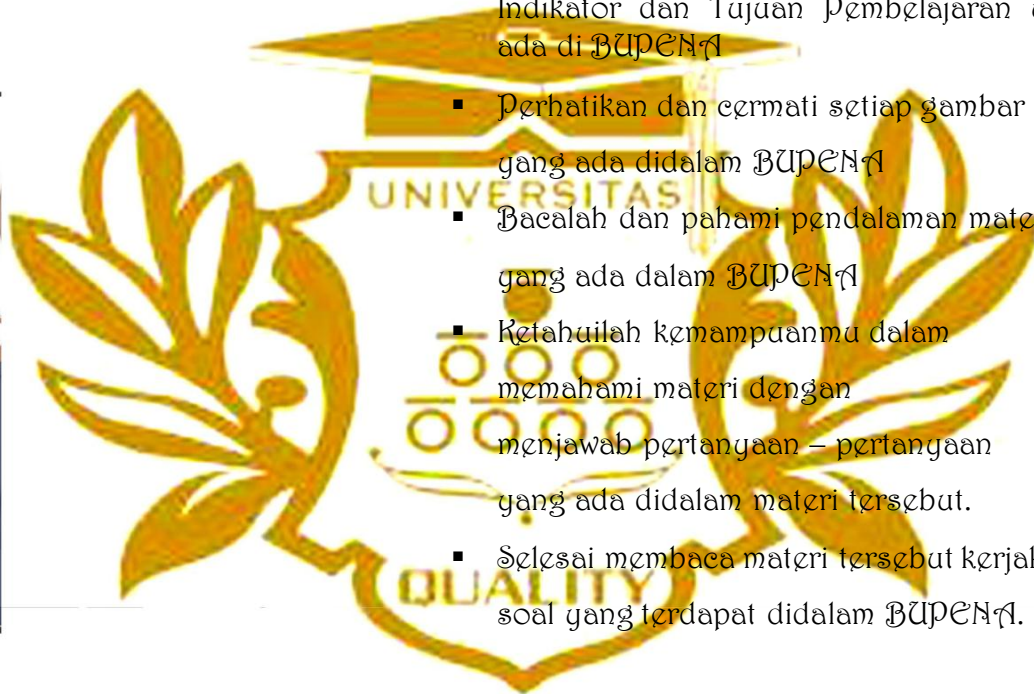 Indikator dan Tujuan Pembelajaran
ada di BUPENA
▪ Perhatikan dan cermati setiap gambar
yang ada didalam BUPENA
UNIVERSITAS
▪ Bacalah dan pahami pendalaman
yang ada dalam BUPENA
▪ Ketahuilah kemampuanmu dalam
memahami materi dengan
menjawab pertanyaan – pertanyaan
yang ada didalam materi tersebut.
▪ Selesai membaca materi tersebut
QUALITY
soal yang terdapat didalam BUPENA.